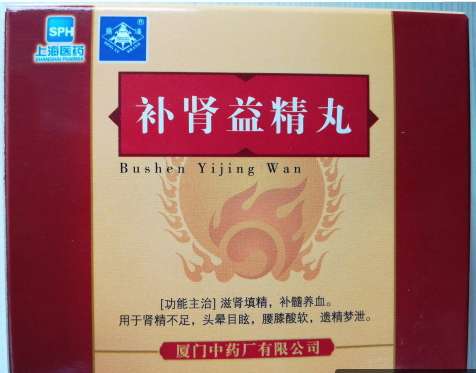 SPH
上海医药
SHANGHAI PHARMA
补肾益精丸
Bushen Yijing Wan
[功能主治]滋肾填精，补髓养血。
用于肾精不足，头晕目眩，腰膝酸软，遗精梦泄。
厦门中药厂有限公司